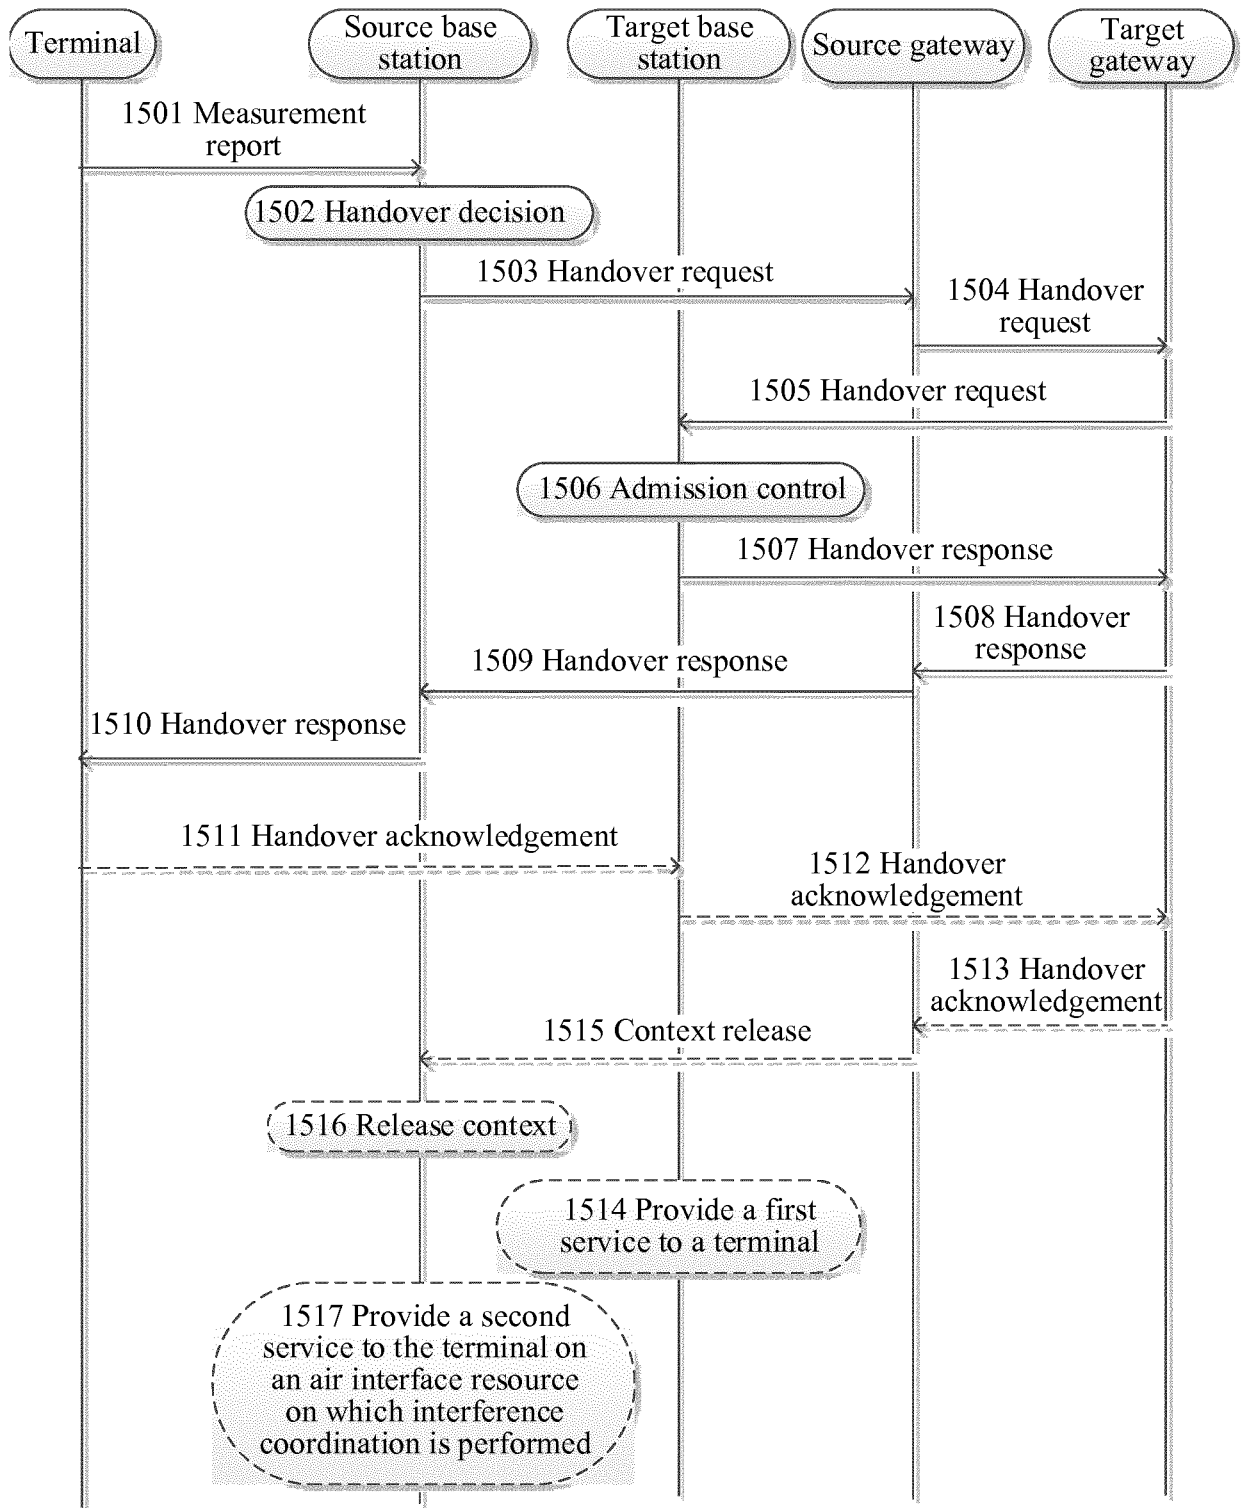 Terminal
Source base
station
Target base
station
Source gateway
Target
gateway
1501 Measurement
report
1502 Handover decision
1503 Handover request
1504 Handover
request
1505 Handover request
1506 Admission control
1507 Handover response
1508 Handover
response
1509 Handover response
1510 Handover response
1511 Handover acknowledgement
1512 Handover
acknowledgement
1513 Handover
acknowledgement
1515 Context release
1516 Release context
1514 Provide a first
service to a terminal
1517 Provide a second
service to the terminal on
an air interface resource
on which interference
coordination is performed